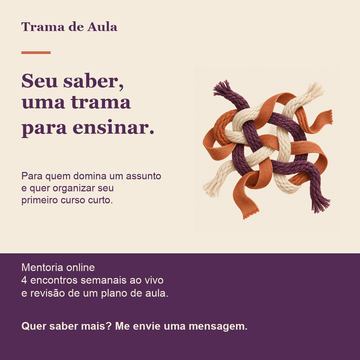 Trama de Aula
Seu saber,
uma trama
para ensinar.
Para quem domina um assunto
e quer organizar seu
primeiro curso curto.
Mentoria online
4 encontros semanais ao vivo
e revisão de um plano de aula.
Quer saber mais? Me envie uma mensagem.